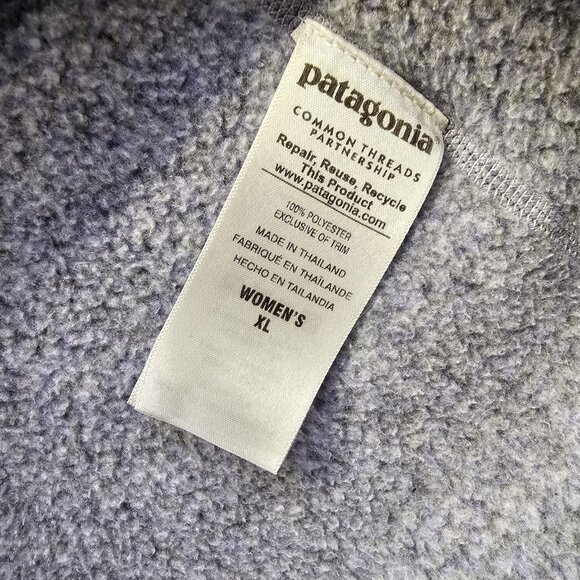 patagonia
COMMON THREADS
PARTNERSHIP
Repair, Reuse, Recycle
This Product
www.patagonia.com
100% POLYESTER
EXCLUSIVE OF TRIM
MADE IN THAILAND
FABRIQUÉ EN THAÏLANDE
HECHO EN TAILANDIA
WOMEN'S
XL